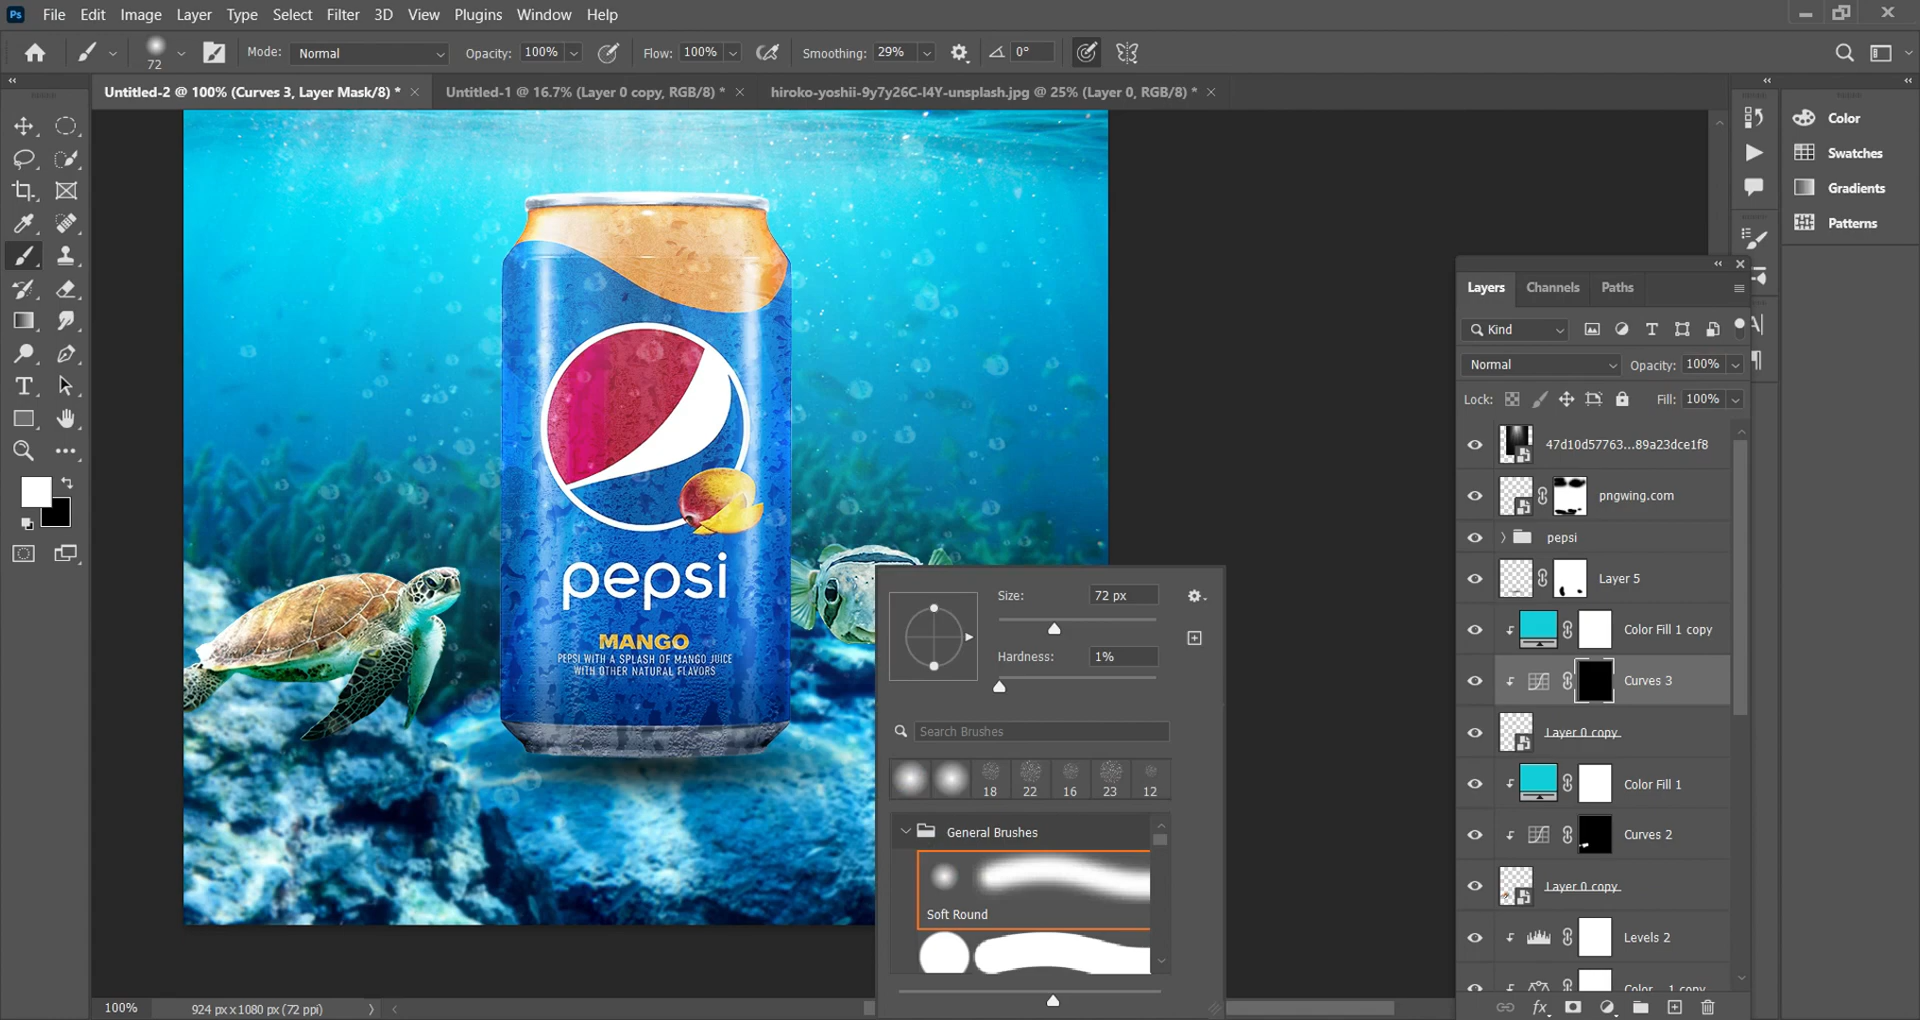 Ps File Edit Image Layer Type Select Filter 3D View Plugins Window Help
72 Mode: Normal Opacity: 100% Flow: 100% Smoothing: 29% 0°
Untitled-2 @ 100% (Curves 3, Layer Mask/8) * × Untitled-1 @ 16.7% (Layer 0 copy, RGB/8) * × hiroko-yoshii-9y7y26C-l4Y-unsplash.jpg @ 25% (Layer 0, RGB/8) * ×
Color
Swatches
Gradients
Patterns
Layers Channels Paths
Kind
Normal Opacity: 100%
Lock: Fill: 100%
47d10d57763...89a23dce1f8
pngwing.com
pepsi
Layer 5
Color Fill 1 copy
Curves 3
Layer 0 copy
Color Fill 1
Curves 2
Layer 0 copy
Levels 2
Color ... 1 copy
pepsi
MANGO
PEPSI WITH A SPLASH OF MANGO JUICE
WITH OTHER NATURAL FLAVORS
Size: 72 px
Hardness: 1%
Search Brushes
18 22 16 23 12
General Brushes
Soft Round
100% 924 px x 1080 px (72 ppi)